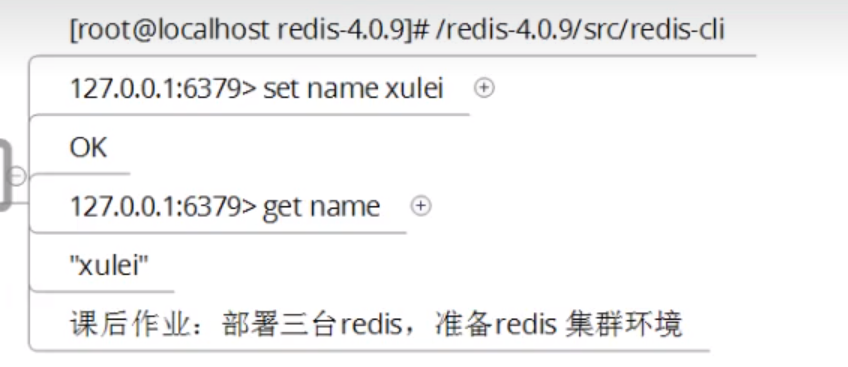 [root@localhost redis-4.0.9]# /redis-4.0.9/src/redis-cli
127.0.0.1:6379> set name xulei
OK
127.0.0.1:6379> get name
"xulei"
课后作业：部署三台redis，准备redis 集群环境